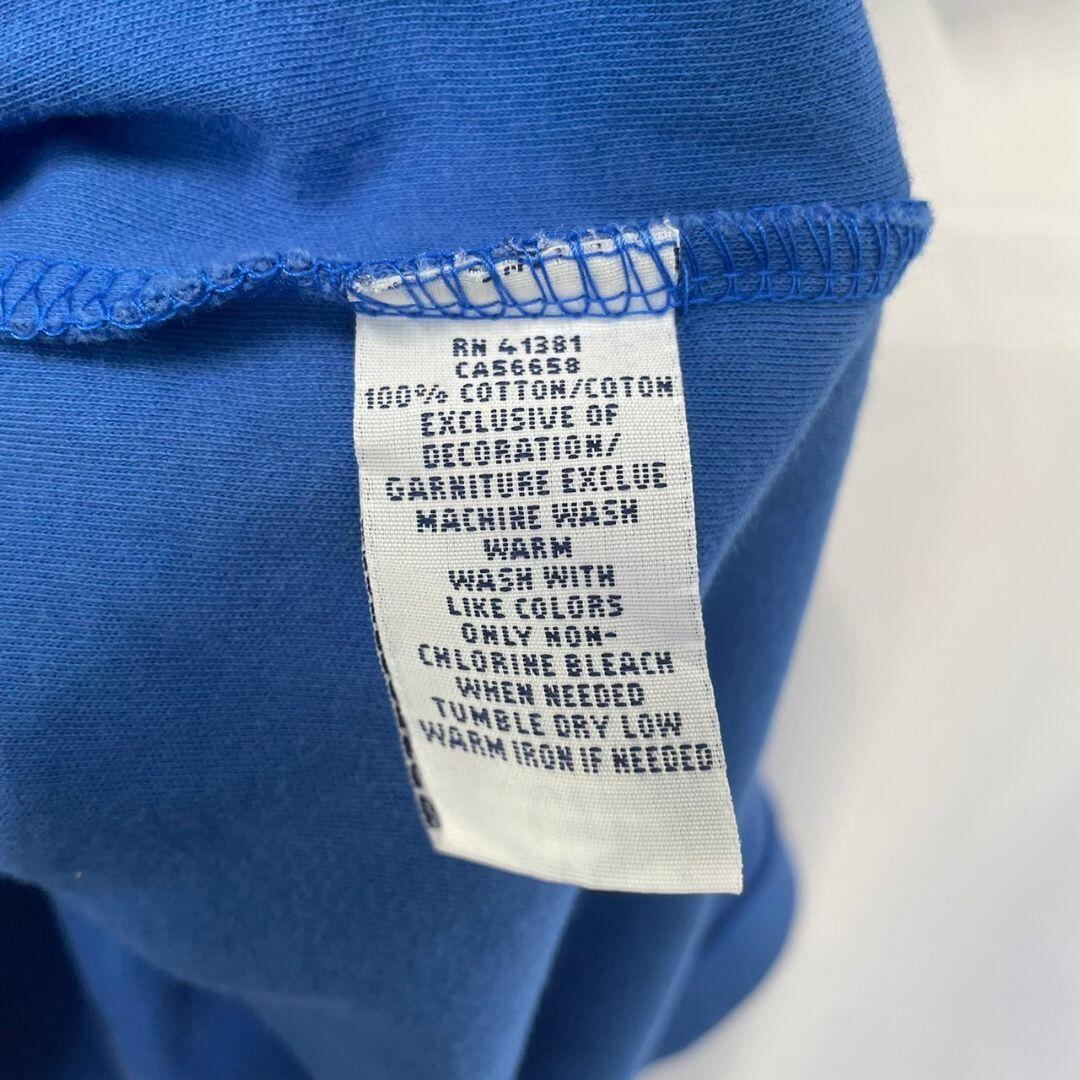 RN 41381
CA56658
100% COTTON/COTON
EXCLUSIVE OF
DECORATION/
GARNITURE EXCLUE
MACHINE WASH
WARM
WASH WITH
LIKE COLORS
ONLY NON-
CHLORINE BLEACH
WHEN NEEDED
TUMBLE DRY LOW
WARM IRON IF NEEDED